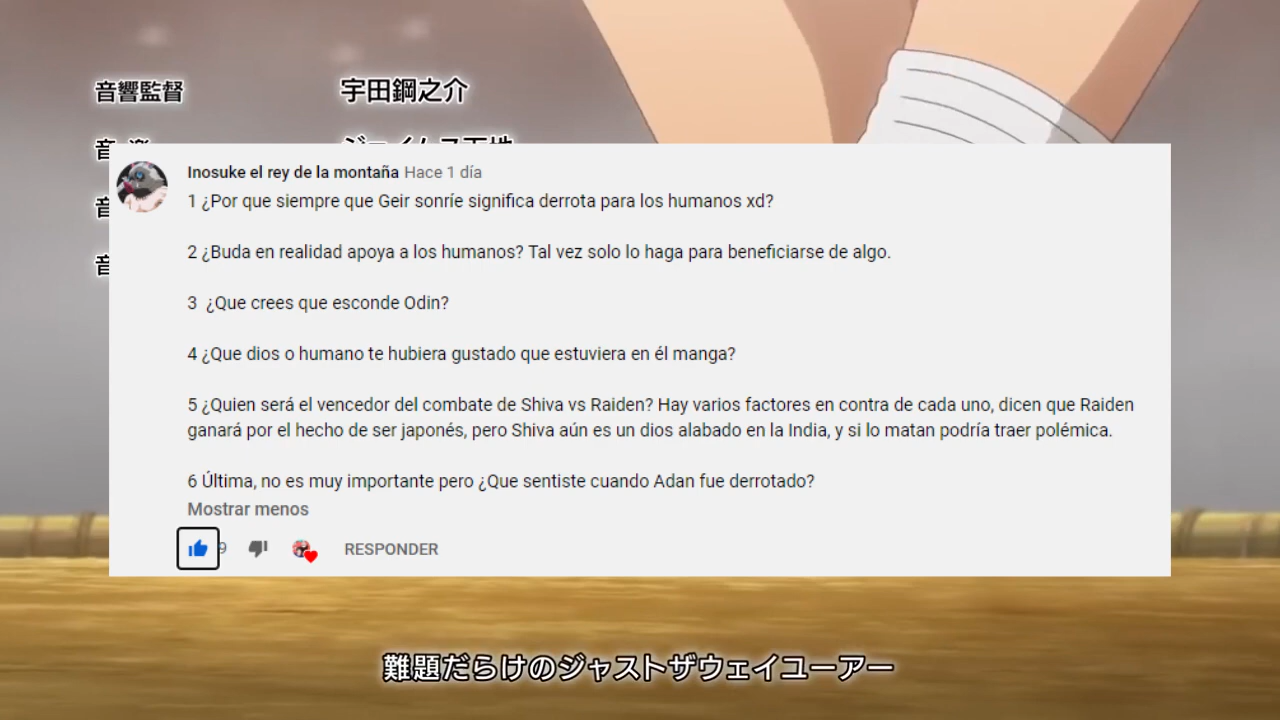 音響監督 宇田鋼之介
音
Inosuke el rey de la montaña Hace 1 día
1 ¿Por que siempre que Geir sonríe significa derrota para los humanos xd?
音
2 ¿Buda en realidad apoya a los humanos? Tal vez solo lo haga para beneficiarse de algo.
音
3 ¿Que crees que esconde Odin?
4 ¿Que dios o humano te hubiera gustado que estuviera en él manga?
5 ¿Quien será el vencedor del combate de Shiva vs Raiden? Hay varios factores en contra de cada uno, dicen que Raiden
ganará por el hecho de ser japonés, pero Shiva aún es un dios alabado en la India, y si lo matan podría traer polémica.
6 Última, no es muy importante pero ¿Que sentiste cuando Adan fue derrotado?
Mostrar menos
9 RESPONDER
難題だらけのジャストザウェイユーアー